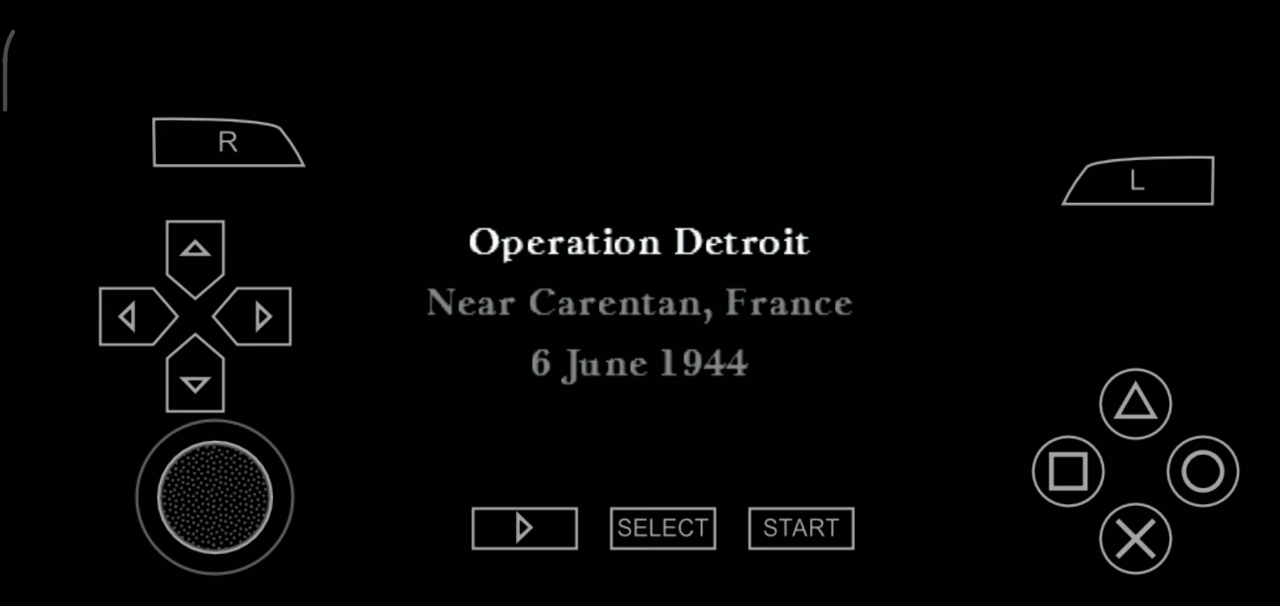 R
L
Operation Detroit
Near Carentan, France
6 June 1944
SELECT
START